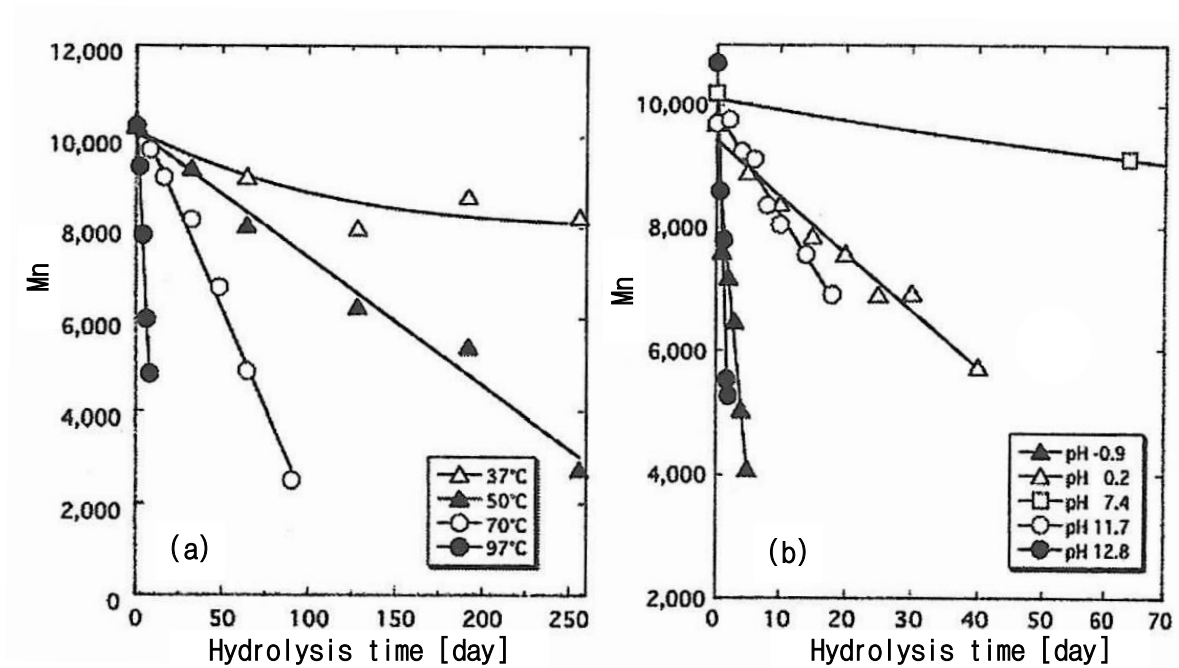 12,000
10,000
8,000
6,000
4,000
2,000
0
Mn
0
50
100
150
200
250
Hydrolysis time [day]
(a)
37℃
50℃
70℃
97℃
10,000
8,000
6,000
4,000
2,000
Mn
0
10
20
30
40
50
60
70
Hydrolysis time [day]
(b)
pH -0.9
pH 0.2
pH 7.4
pH 11.7
pH 12.8